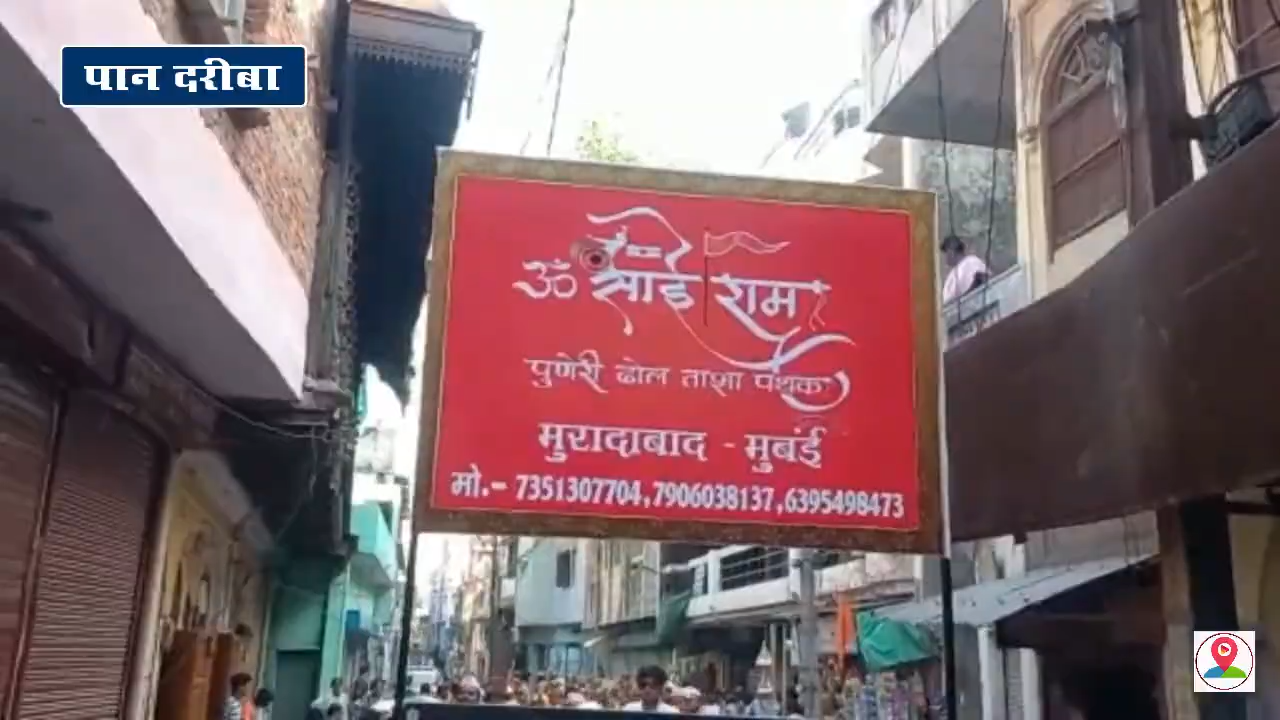 पान दरीबा
ॐ साई राम
पुणेरी ढोल ताशा पथक
मुरादाबाद - मुबंई
मो.- 7351307704,7906038137,6395498473